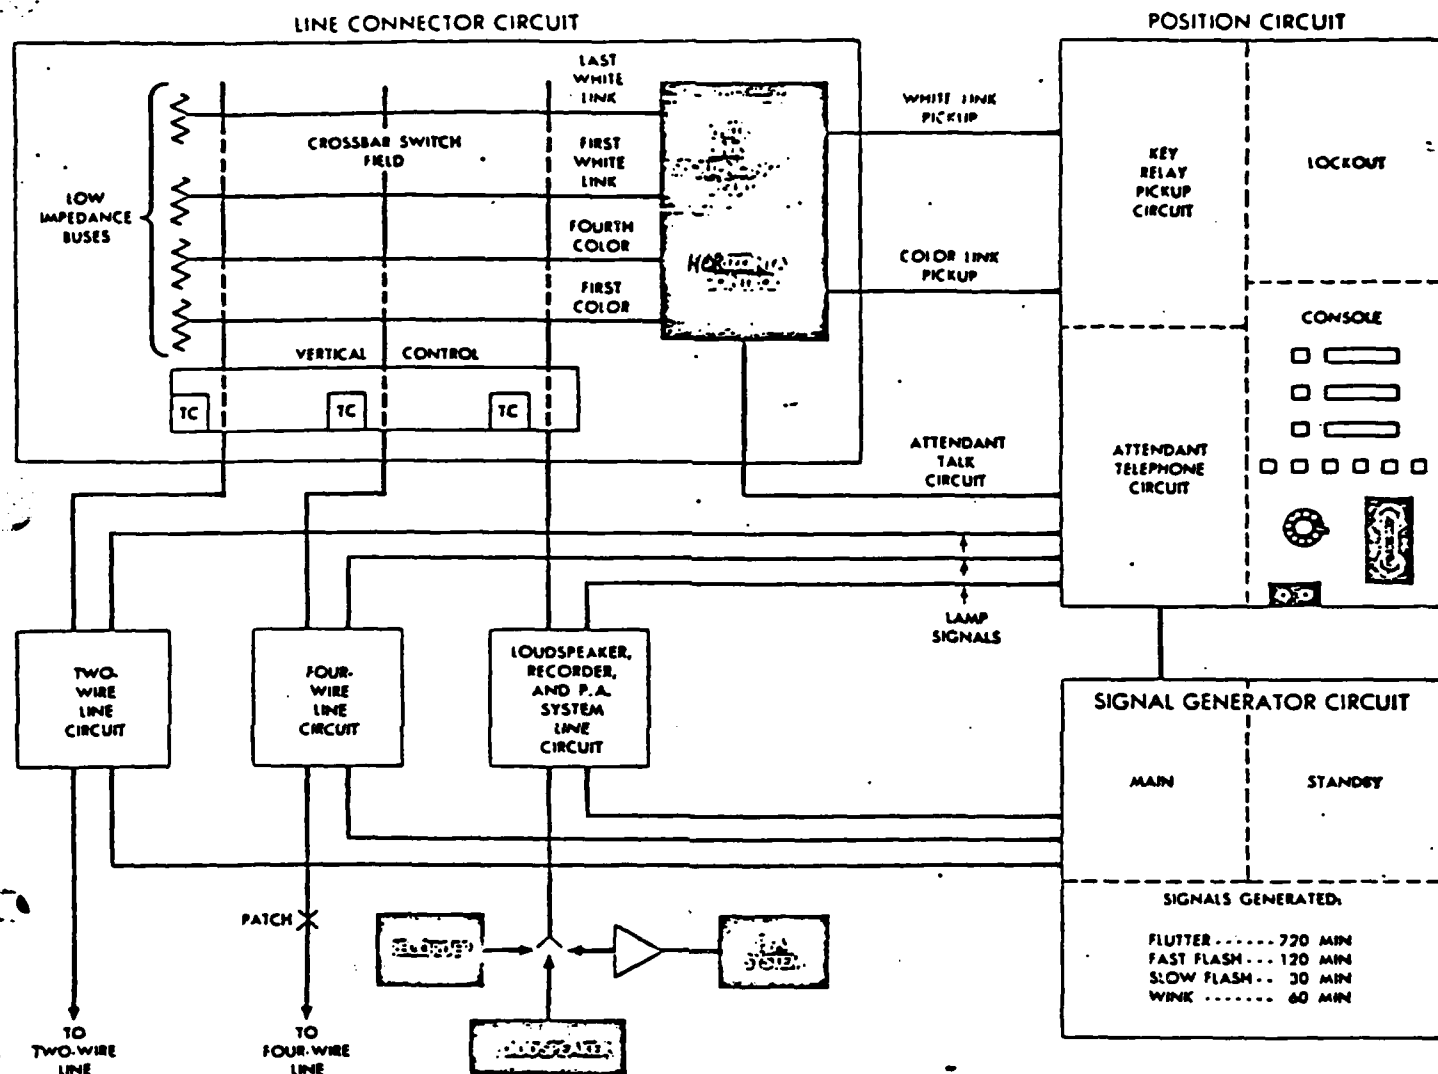 LINE CONNECTOR CIRCUIT
POSITION CIRCUIT
LAST
WHITE
LINK
WHITE LINK
PICKUP
CROSSBAR SWITCH
FIELD
FIRST
WHITE
LINK
KEY
RELAY
PICKUP
CIRCUIT
LOCKOUT
LOW
IMPEDANCE
BUSES
FOURTH
COLOR
COLOR LINK
PICKUP
FIRST
COLOR
CONSOLE
VERTICAL CONTROL
TC
TC
TC
ATTENDANT
TALK
CIRCUIT
ATTENDANT
TELEPHONE
CIRCUIT
LAMP
SIGNALS
TWO-
WIRE
LINE
CIRCUIT
FOUR-
WIRE
LINE
CIRCUIT
LOUDSPEAKER,
RECORDER,
AND P.A.
SYSTEM
LINE
CIRCUIT
SIGNAL GENERATOR CIRCUIT
MAIN
STANDBY
SIGNALS GENERATED:
FLUTTER ------ 720 MIN
FAST FLASH --- 120 MIN
SLOW FLASH -- 30 MIN
WINK ------- 60 MIN
PATCH
RECORDER
P.A.
SYSTEM
LOUDSPEAKER
TO
TWO-WIRE
LINE
TO
FOUR-WIRE
LINE